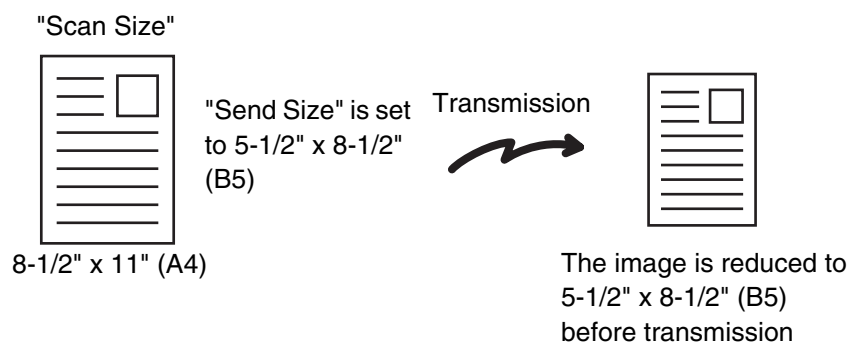 "Scan Size"
"Send Size" is set
to 5-1/2" x 8-1/2"
(B5)
Transmission
8-1/2" x 11" (A4)
The image is reduced to
5-1/2" x 8-1/2" (B5)
before transmission